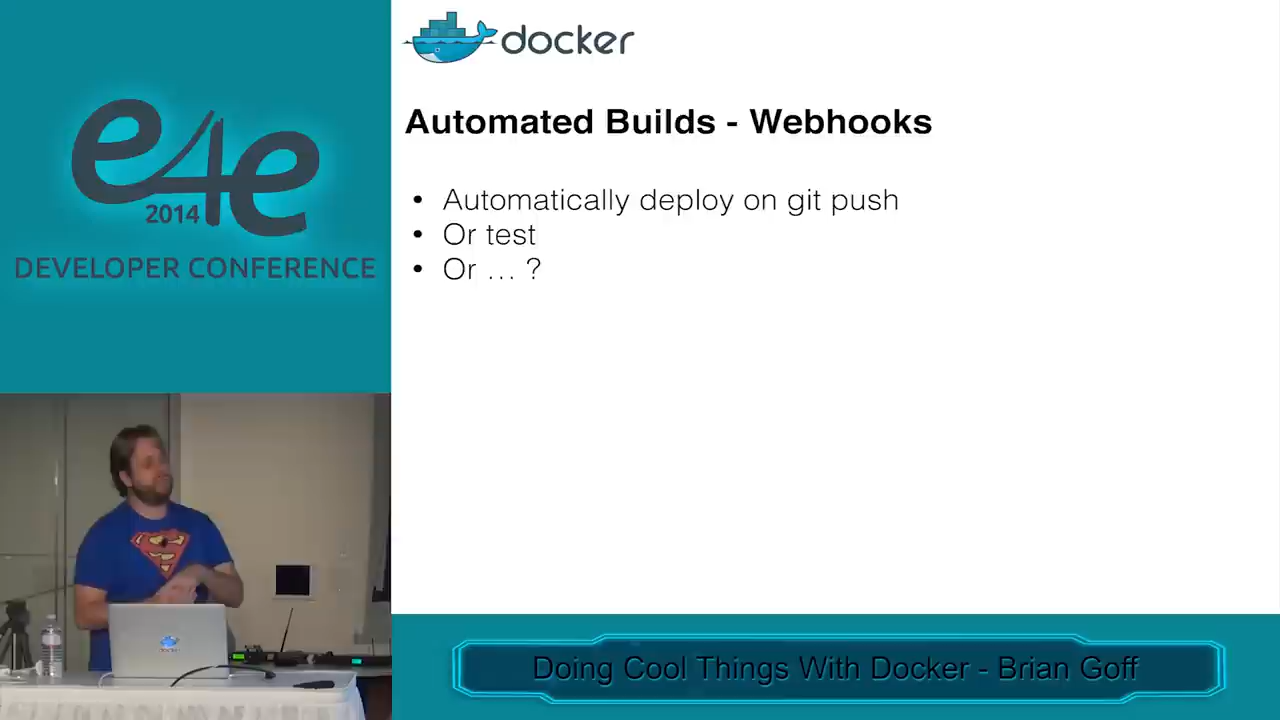 docker
e4e
2014
DEVELOPER CONFERENCE
Automated Builds - Webhooks
• Automatically deploy on git push
• Or test
• Or … ?
Doing Cool Things With Docker - Brian Goff